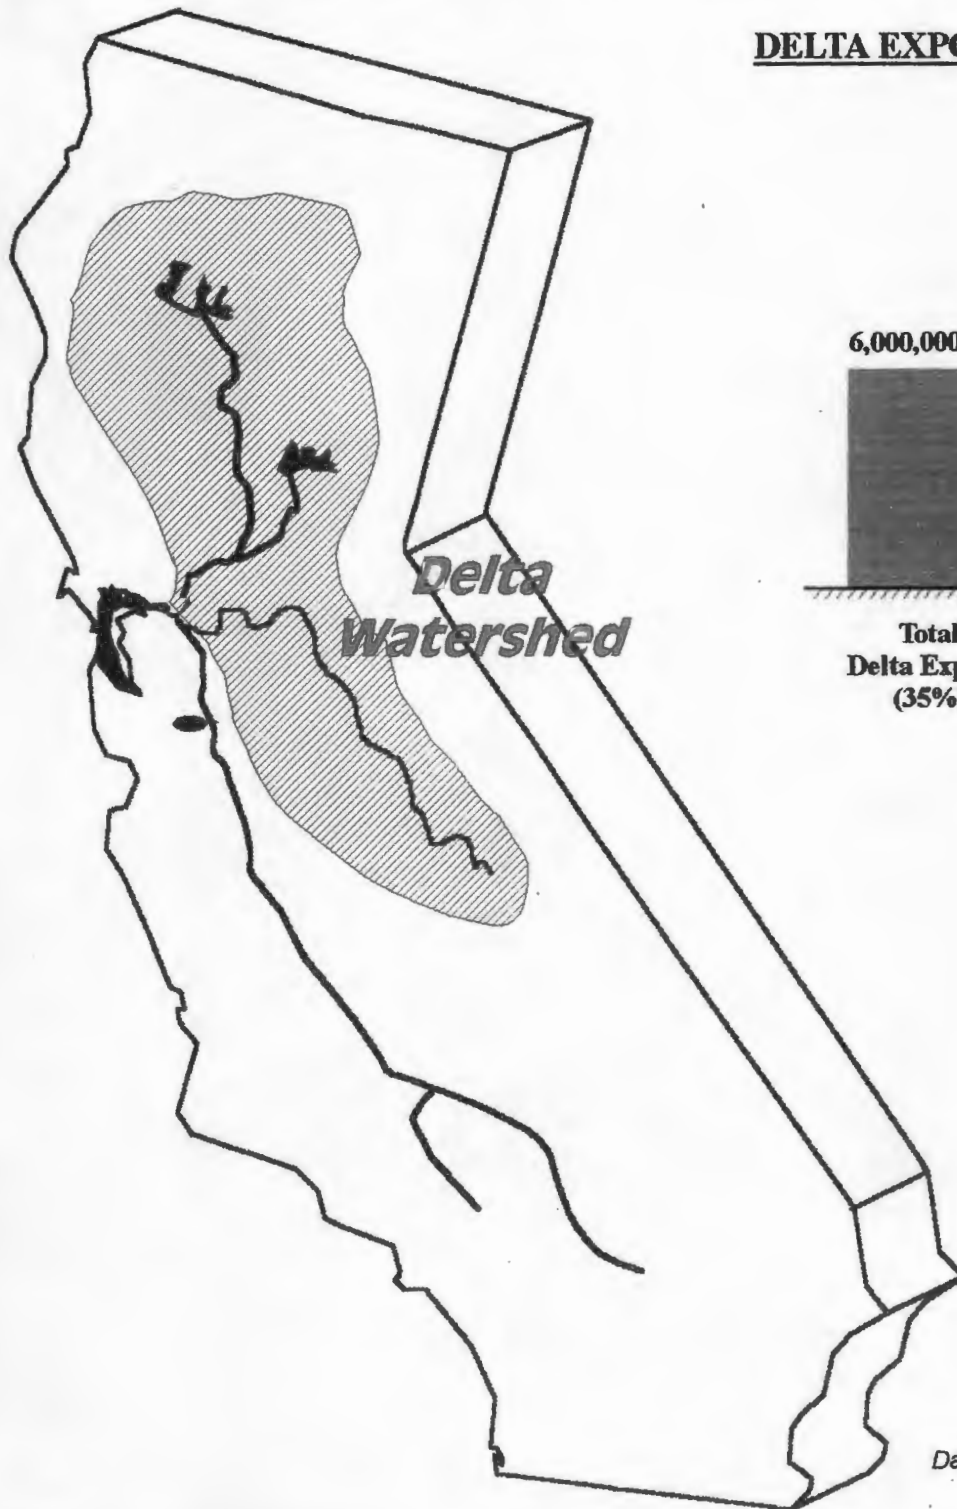 DELTA EXPO
6,000,000
Delta
Watershed
Total
Delta Exp
(35%
Da